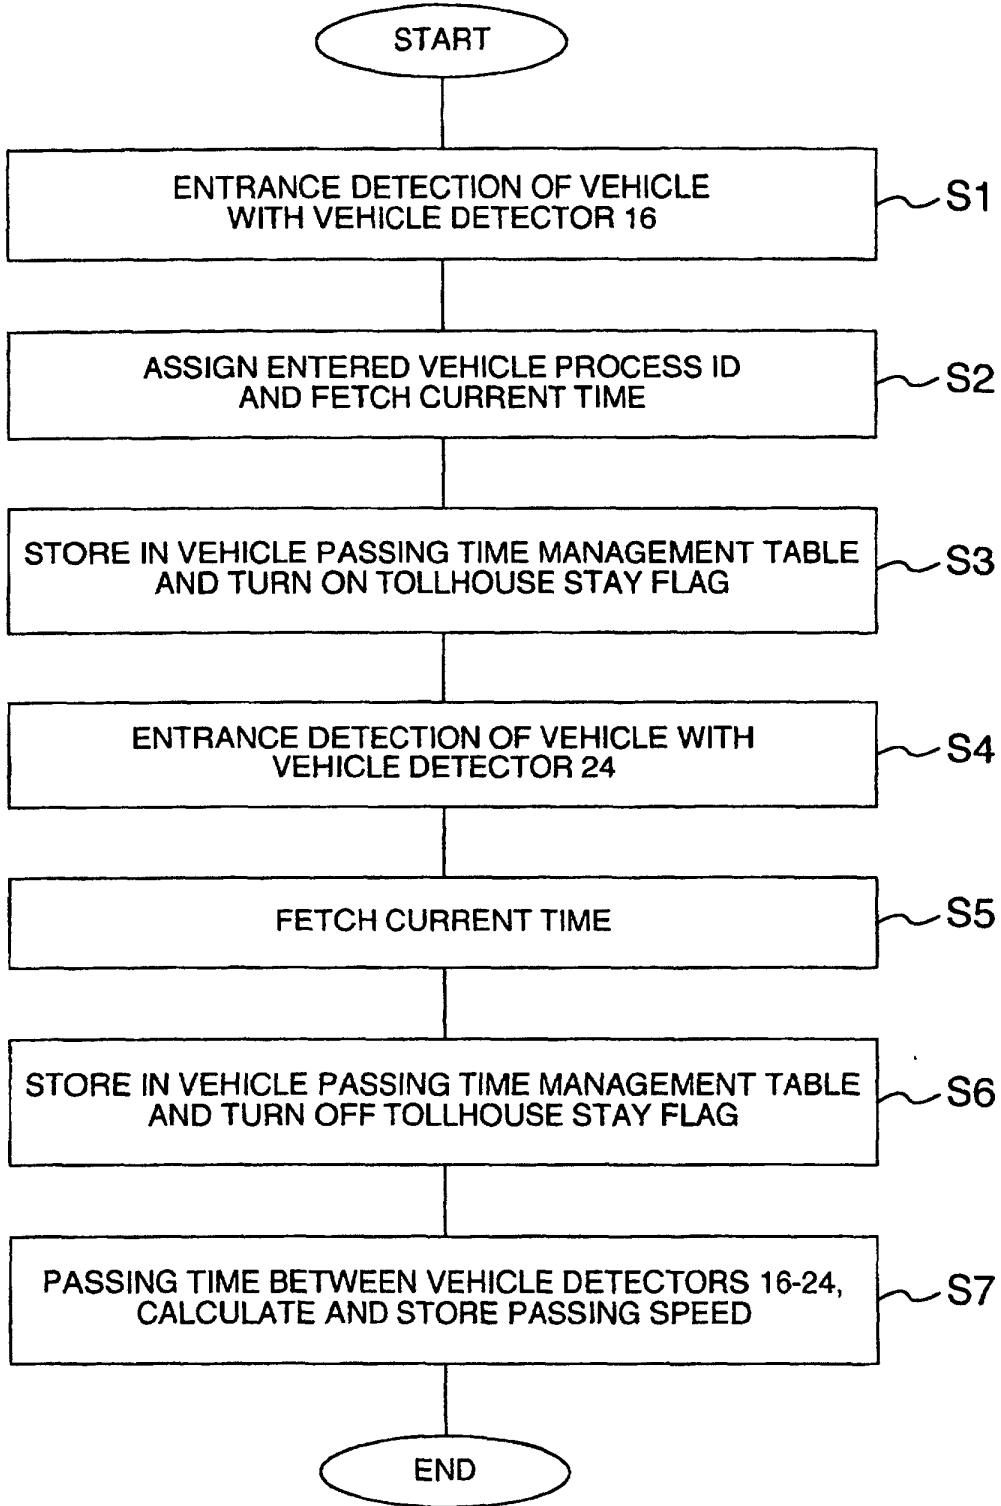 START
ENTRANCE DETECTION OF VEHICLE
WITH VEHICLE DETECTOR 16
S1
ASSIGN ENTERED VEHICLE PROCESS ID
AND FETCH CURRENT TIME
S2
STORE IN VEHICLE PASSING TIME MANAGEMENT TABLE
AND TURN ON TOLLHOUSE STAY FLAG
S3
ENTRANCE DETECTION OF VEHICLE WITH
VEHICLE DETECTOR 24
S4
FETCH CURRENT TIME
S5
STORE IN VEHICLE PASSING TIME MANAGEMENT TABLE
AND TURN OFF TOLLHOUSE STAY FLAG
S6
PASSING TIME BETWEEN VEHICLE DETECTORS 16-24,
CALCULATE AND STORE PASSING SPEED
S7
END